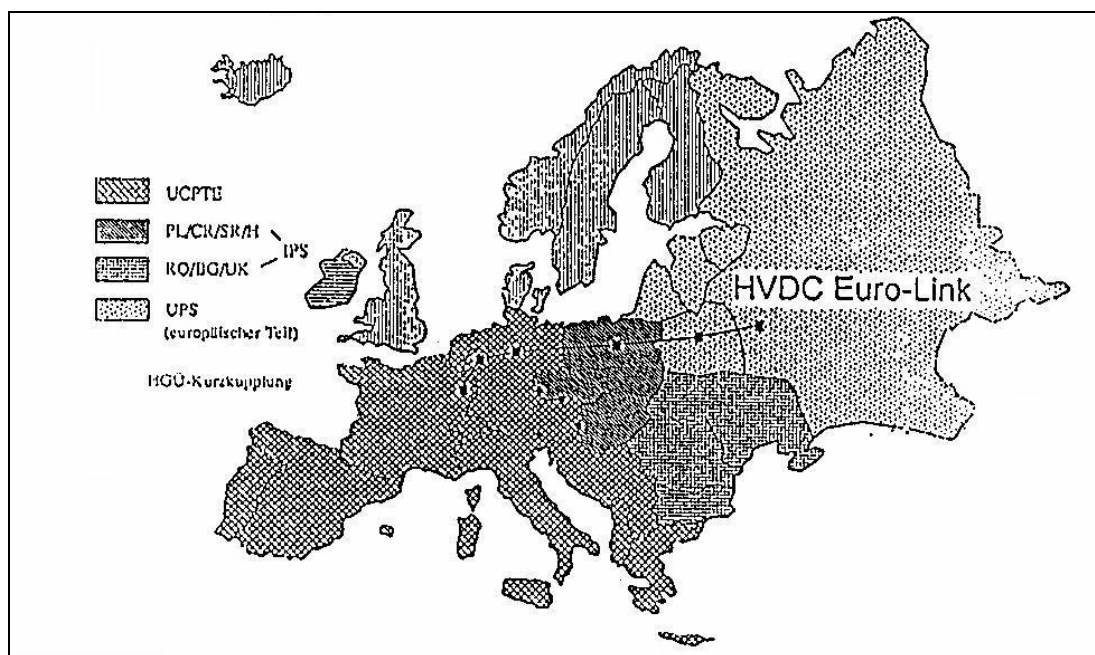 UCPTE
PL/CR/SR/H
IPS
RO/BG/UK
UPS
(europäischer Teil)
HGÜ-Kurzkupplung
HVDC Euro-Link